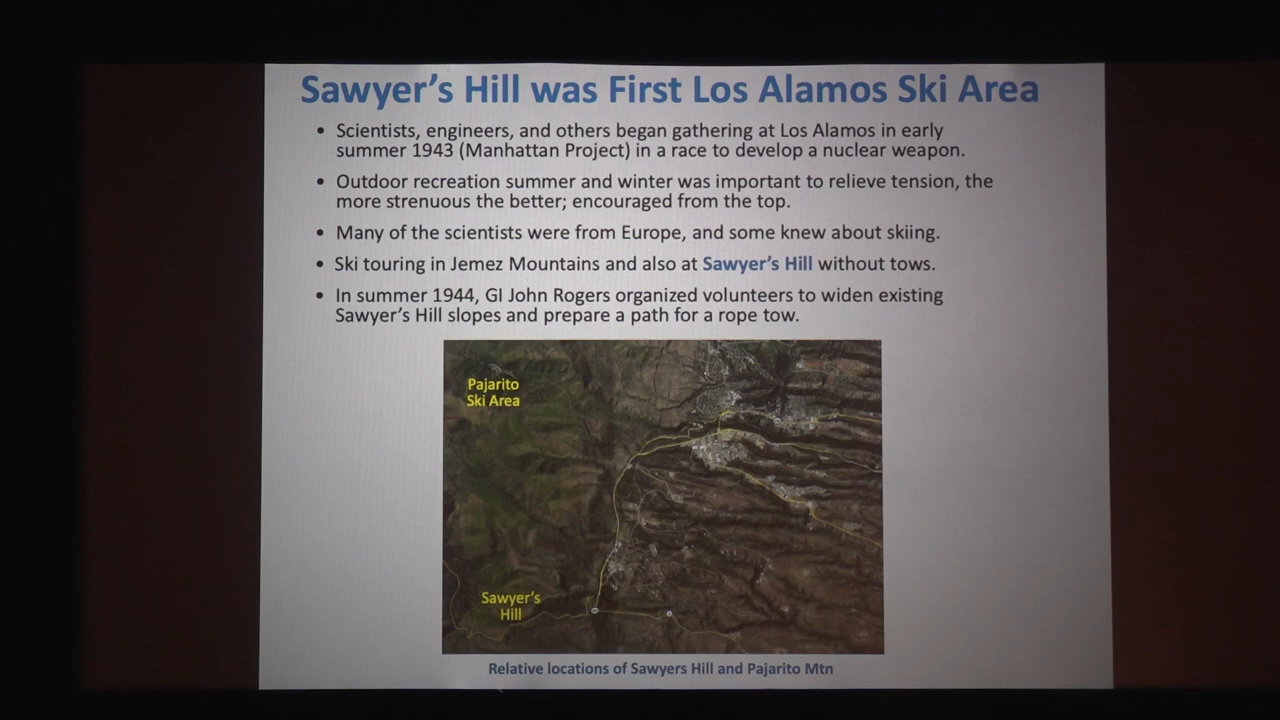 Sawyer's Hill was First Los Alamos Ski Area
• Scientists, engineers, and others began gathering at Los Alamos in early
summer 1943 (Manhattan Project) in a race to develop a nuclear weapon.
• Outdoor recreation summer and winter was important to relieve tension, the
more strenuous the better; encouraged from the top.
• Many of the scientists were from Europe, and some knew about skiing.
• Ski touring in Jemez Mountains and also at Sawyer's Hill without tows.
• In summer 1944, GI John Rogers organized volunteers to widen existing
Sawyer's Hill slopes and prepare a path for a rope tow.
Pajarito
Ski Area
Sawyer's
Hill
Relative locations of Sawyers Hill and Pajarito Mtn